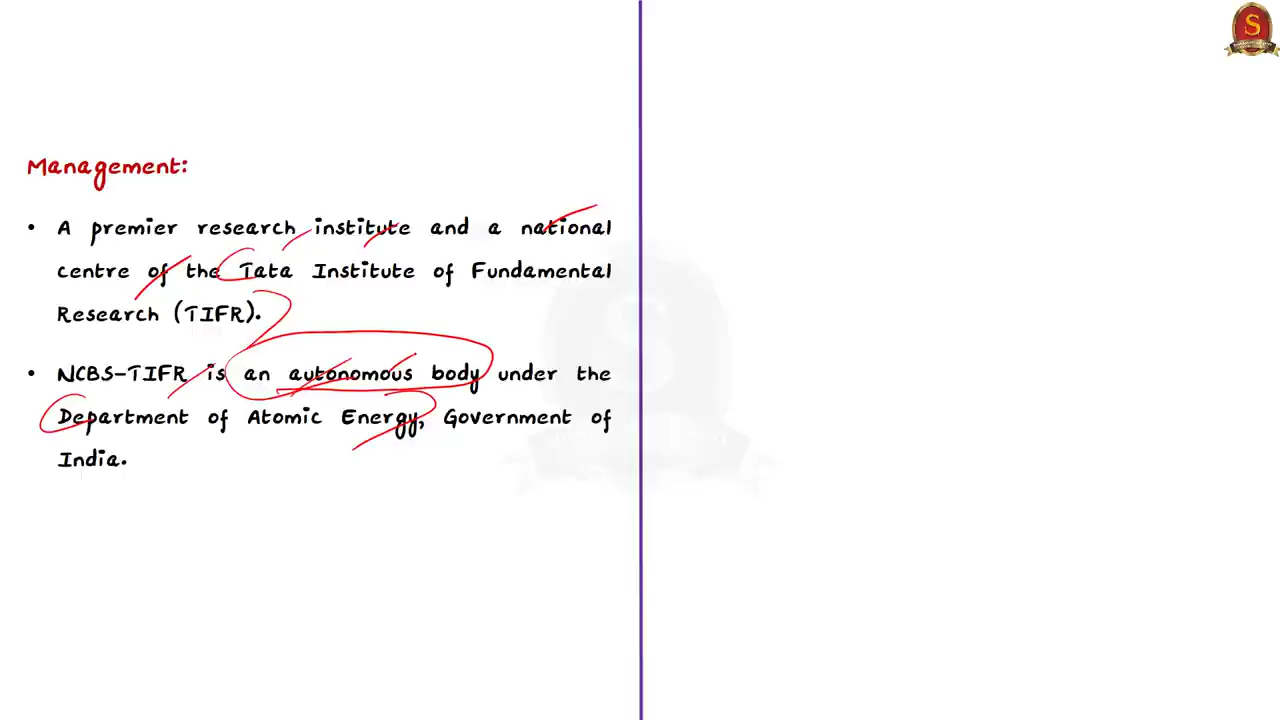 S
Management:
• A premier research institute and a national
centre of the Tata Institute of Fundamental
Research (TIFR).
• NCBS-TIFR is an autonomous body under the
Department of Atomic Energy, Government of
India.